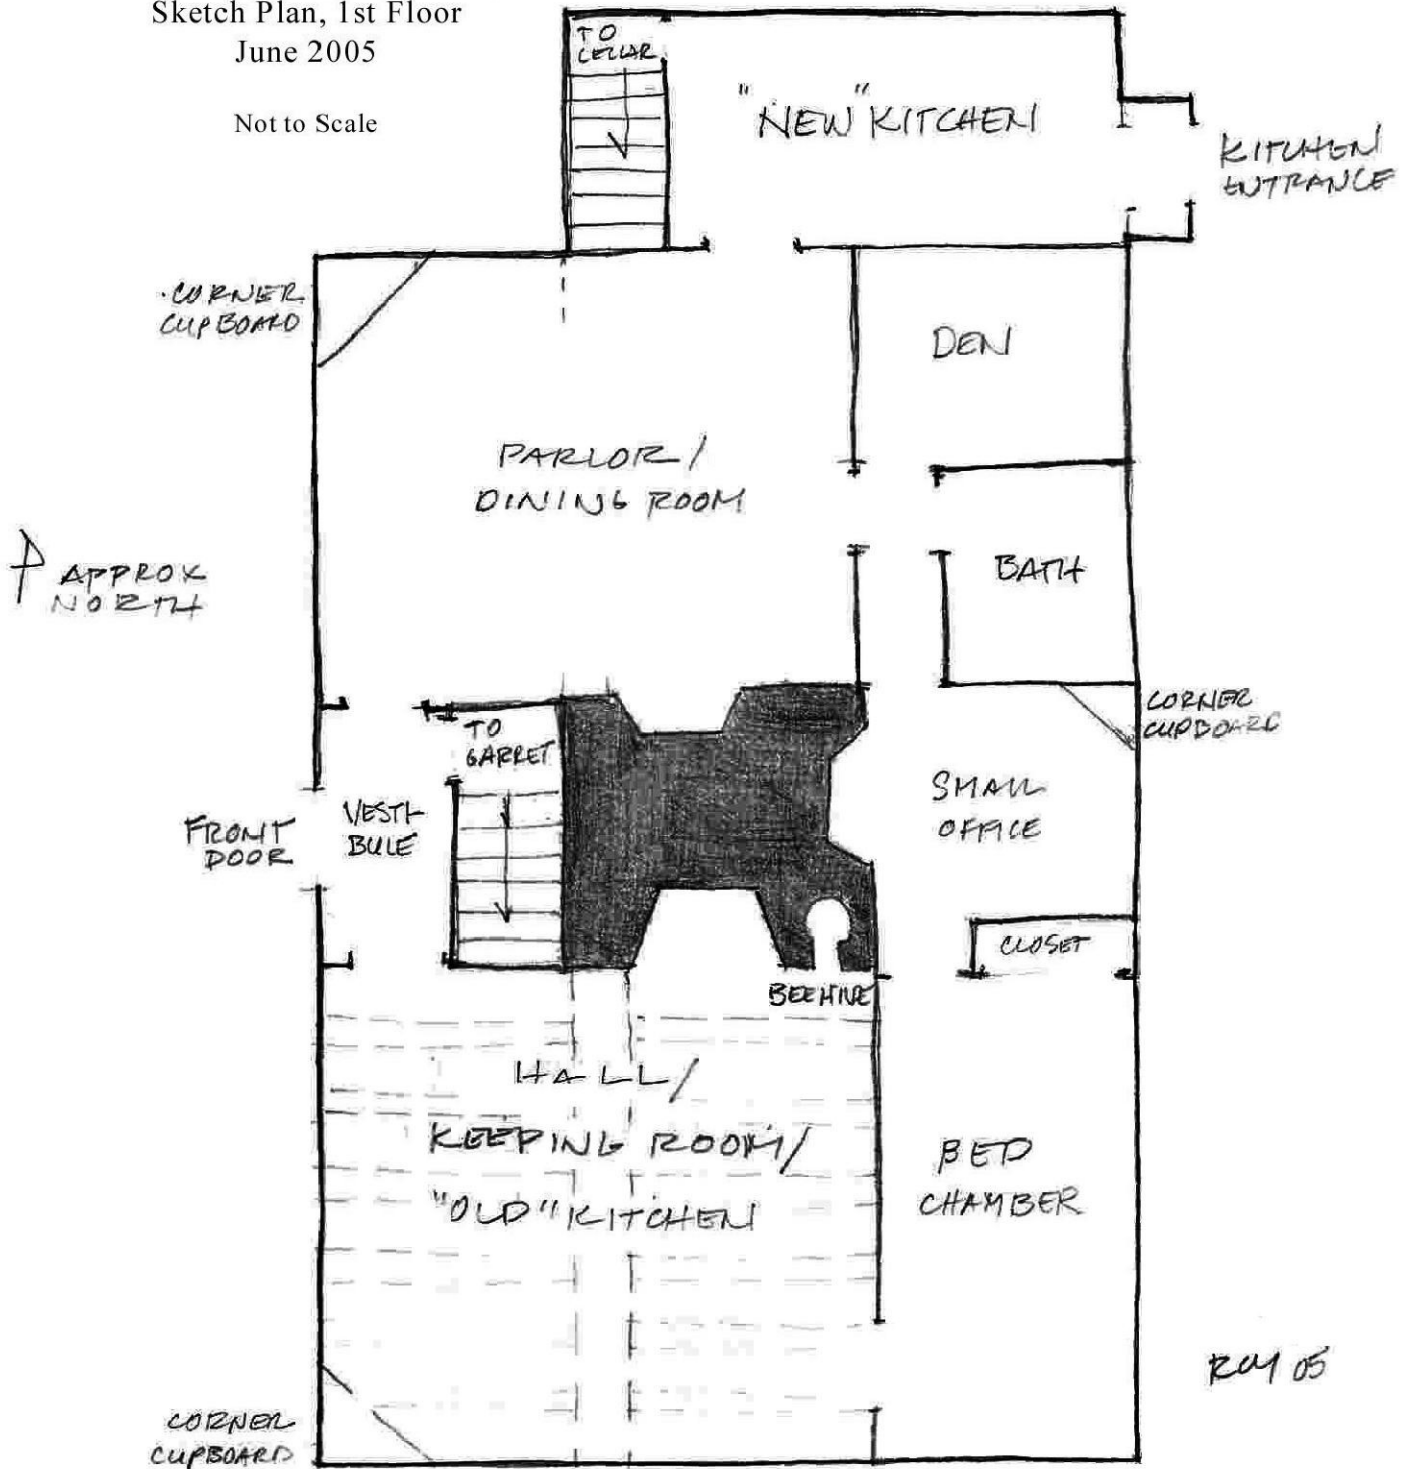 Sketch Plan, 1st Floor
June 2005
Not to Scale
TO
CELLAR
"NEW" KITCHEN
KITCHEN
ENTRANCE
CORNER
CUPBOARD
DEN
PARLOR/
DINING ROOM
APPROX
NORTH
BATH
CORNER
CUPBOARD
TO
GARRET
SMALL
OFFICE
FRONT
DOOR
VESTI-
BULE
CLOSET
BEEHIVE
HALL/
KEEPING ROOM/
"OLD" KITCHEN
BED
CHAMBER
CORNER
CUPBOARD